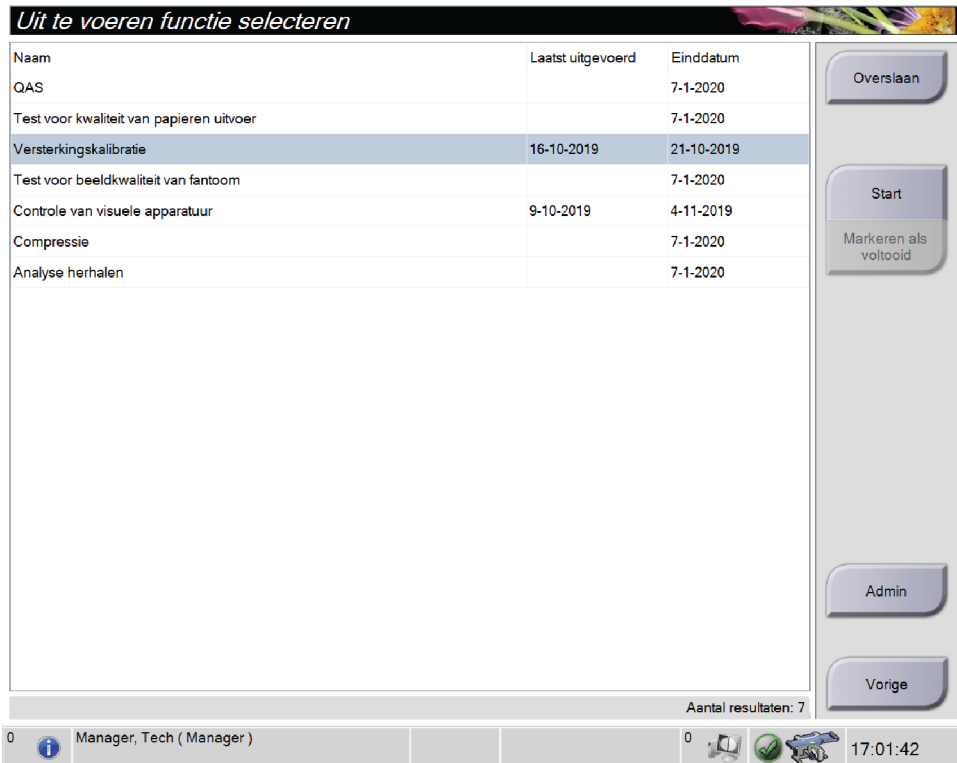 Uit te voeren functie selecteren
Naam Laatst uitgevoerd Einddatum
QAS 7-1-2020
Test voor kwaliteit van papieren uitvoer 7-1-2020
Versterkingskalibratie 16-10-2019 21-10-2019
Test voor beeldkwaliteit van fantoom 7-1-2020
Controle van visuele apparatuur 9-10-2019 4-11-2019
Compressie 7-1-2020
Analyse herhalen 7-1-2020
Aantal resultaten: 7
Overslaan
Start
Markeren als
voltooid
Admin
Vorige
0 Manager, Tech ( Manager ) 0 17:01:42